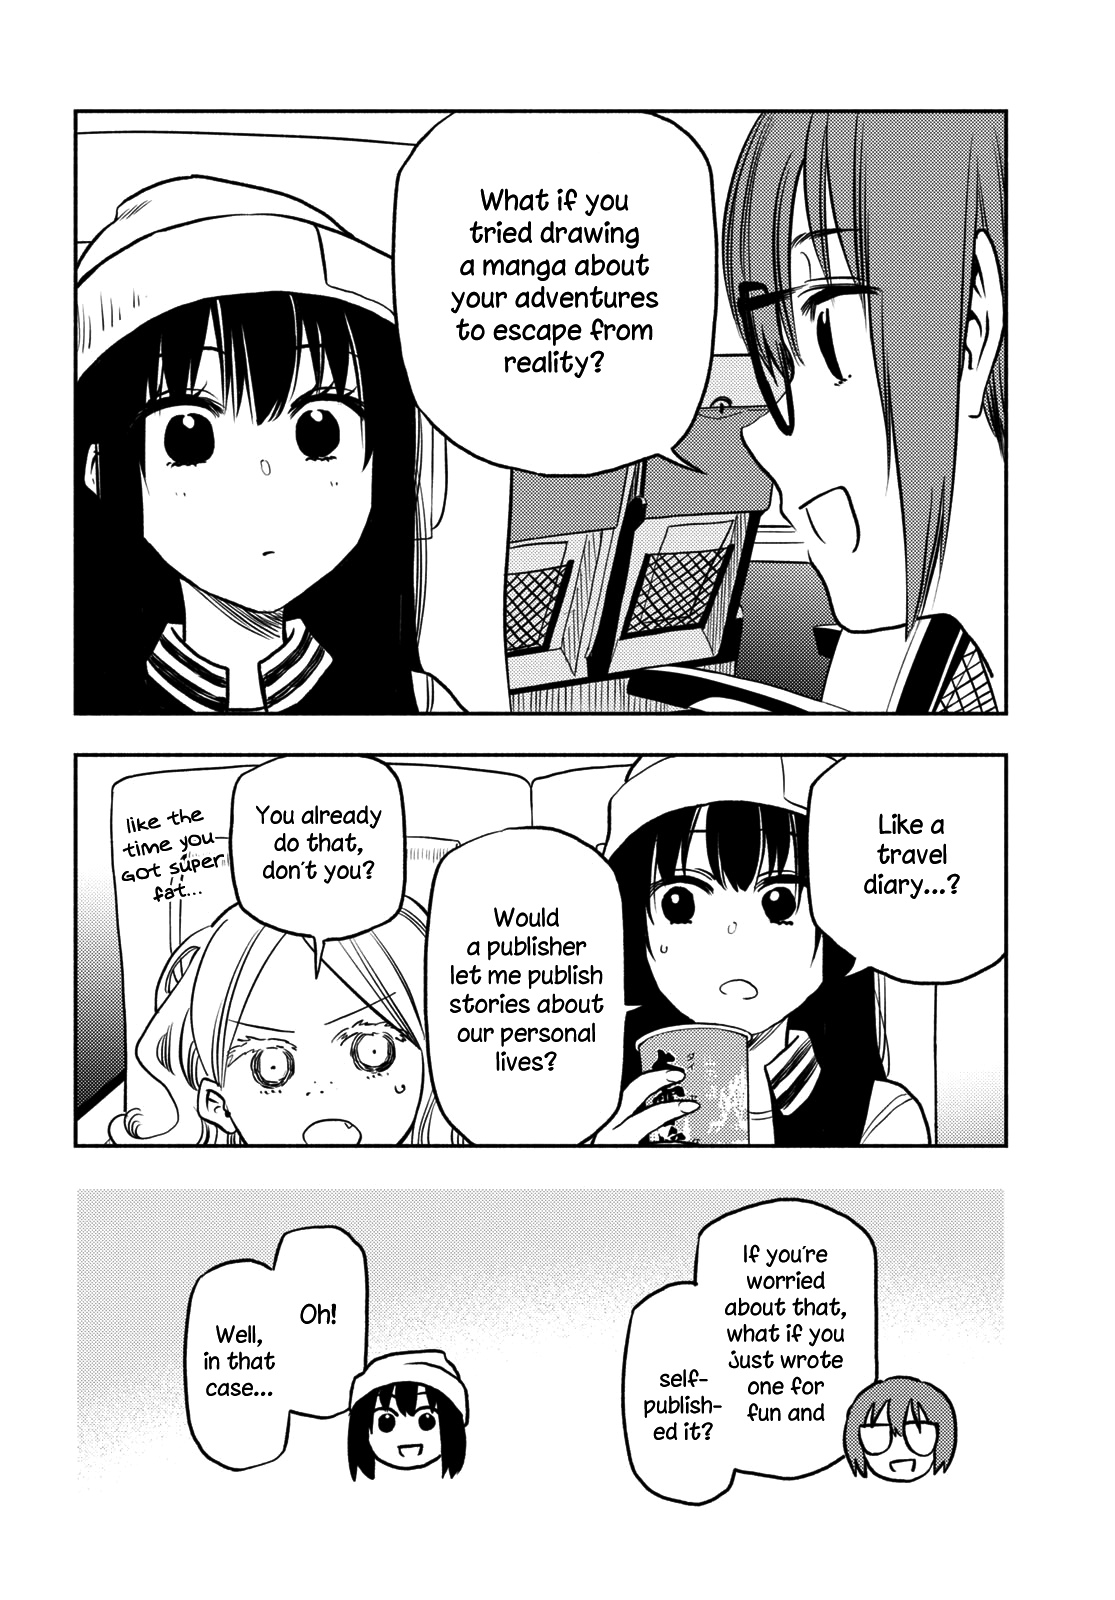 What if you
tried drawing
a manga about
your adventures
to escape from
reality?
Like a
travel
diary...?
Would
a publisher
let me publish
stories about
our personal
lives?
You already
do that,
don't you?
like the
time you
got super
fat...
If you're
worried
about that,
what if you
just wrote
one for
fun and
self-
publish-
ed it?
Oh!
Well,
in that
case...